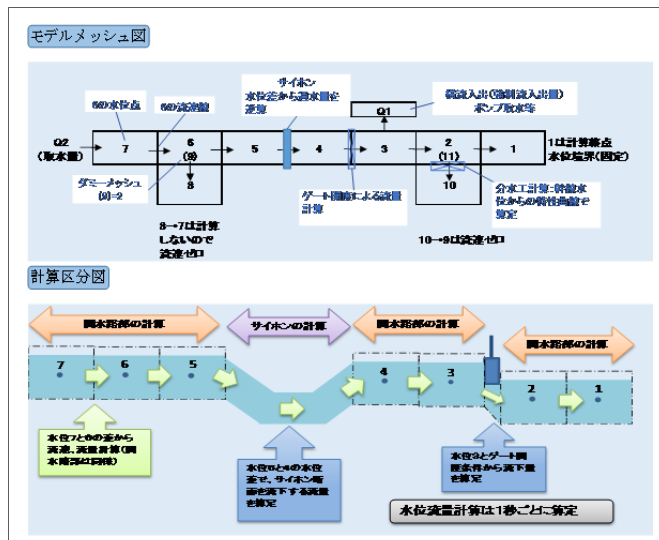 モデルメッシュ図
サイホン
水位差から通水量を
逆算
横流入出(強制流入出量)
ポンプ取水等
6の水位点
6の流速点
Q1
Q2
(取水量)
7
6
(9)
5
4
3
2
(11)
1
1は計算終点
水位境界(固定)
8
10
ダミーメッシュ
(9)=2
ゲート開度による流量
計算
分水工計算:幹線水
位からの特性曲線で
算定
8→7は計算
しないので
流速ゼロ
10→9は流速ゼロ
計算区分図
開水路部の計算
サイホンの計算
開水路部の計算
開水路部の計算
7
6
5
4
3
2
1
水位7と6の差から
流速、流量計算(開
水路部は同様)
水位5と4の水位
差で、サイホン断
面を流下する流量
を算定
水位3とゲート開
度条件から流下量
を算定
水位流量計算は1秒ごとに算定